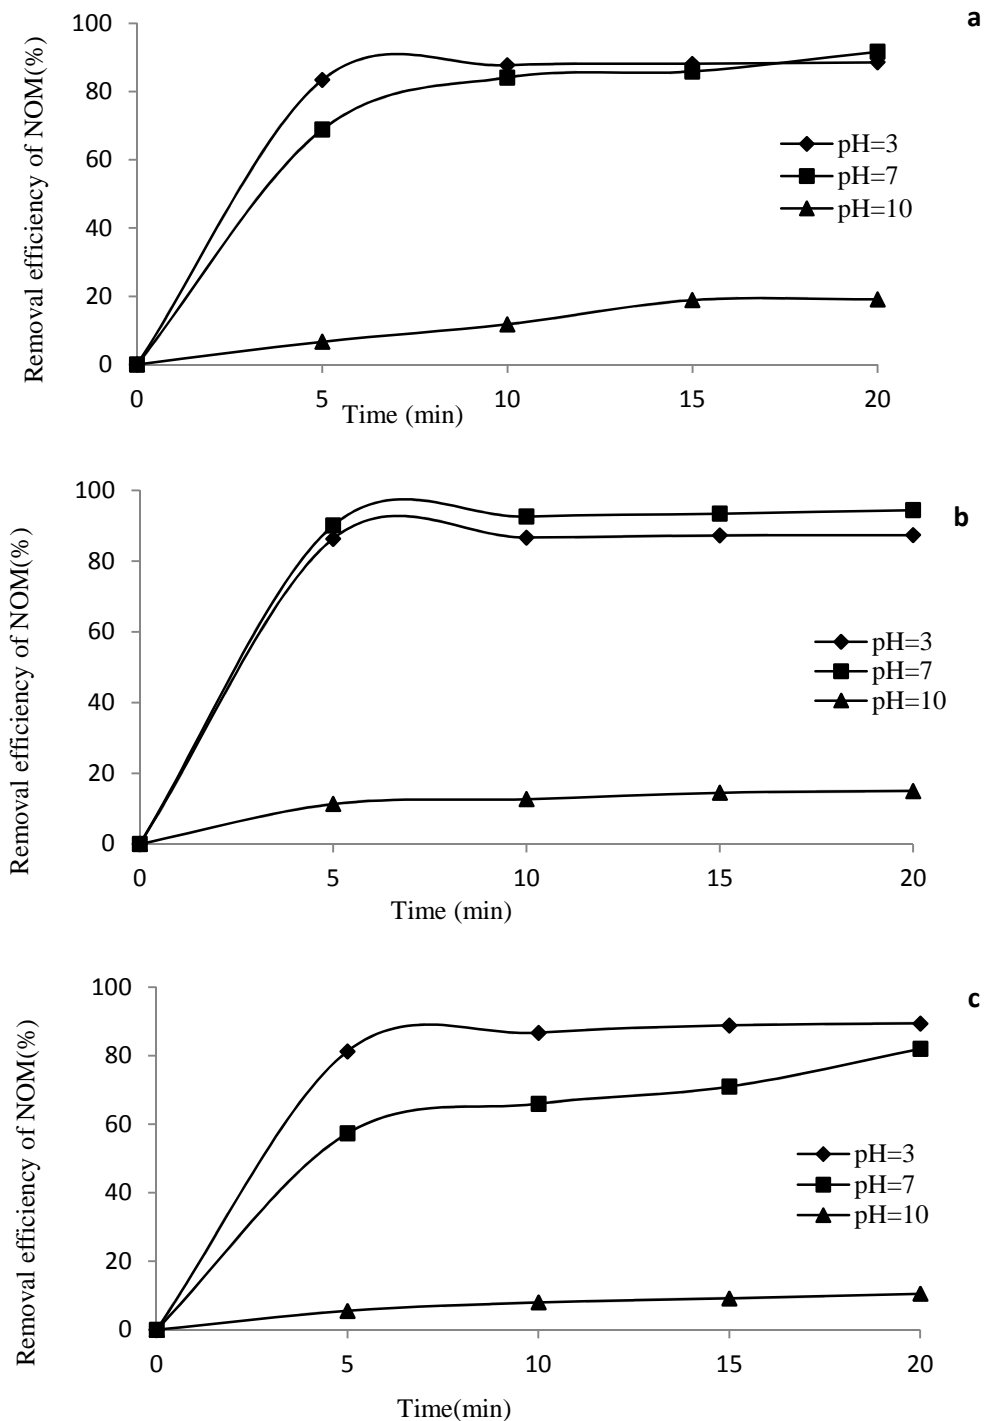 a
Removal efficiency of NOM(%)
100
80
60
40
20
0
pH=3
pH=7
pH=10
0 5 10 15 20
Time (min)
b
Removal efficiency of NOM(%)
100
80
60
40
20
0
pH=3
pH=7
pH=10
0 5 10 15 20
Time (min)
c
Removal efficiency of NOM(%)
100
80
60
40
20
0
pH=3
pH=7
pH=10
0 5 10 15 20
Time(min)